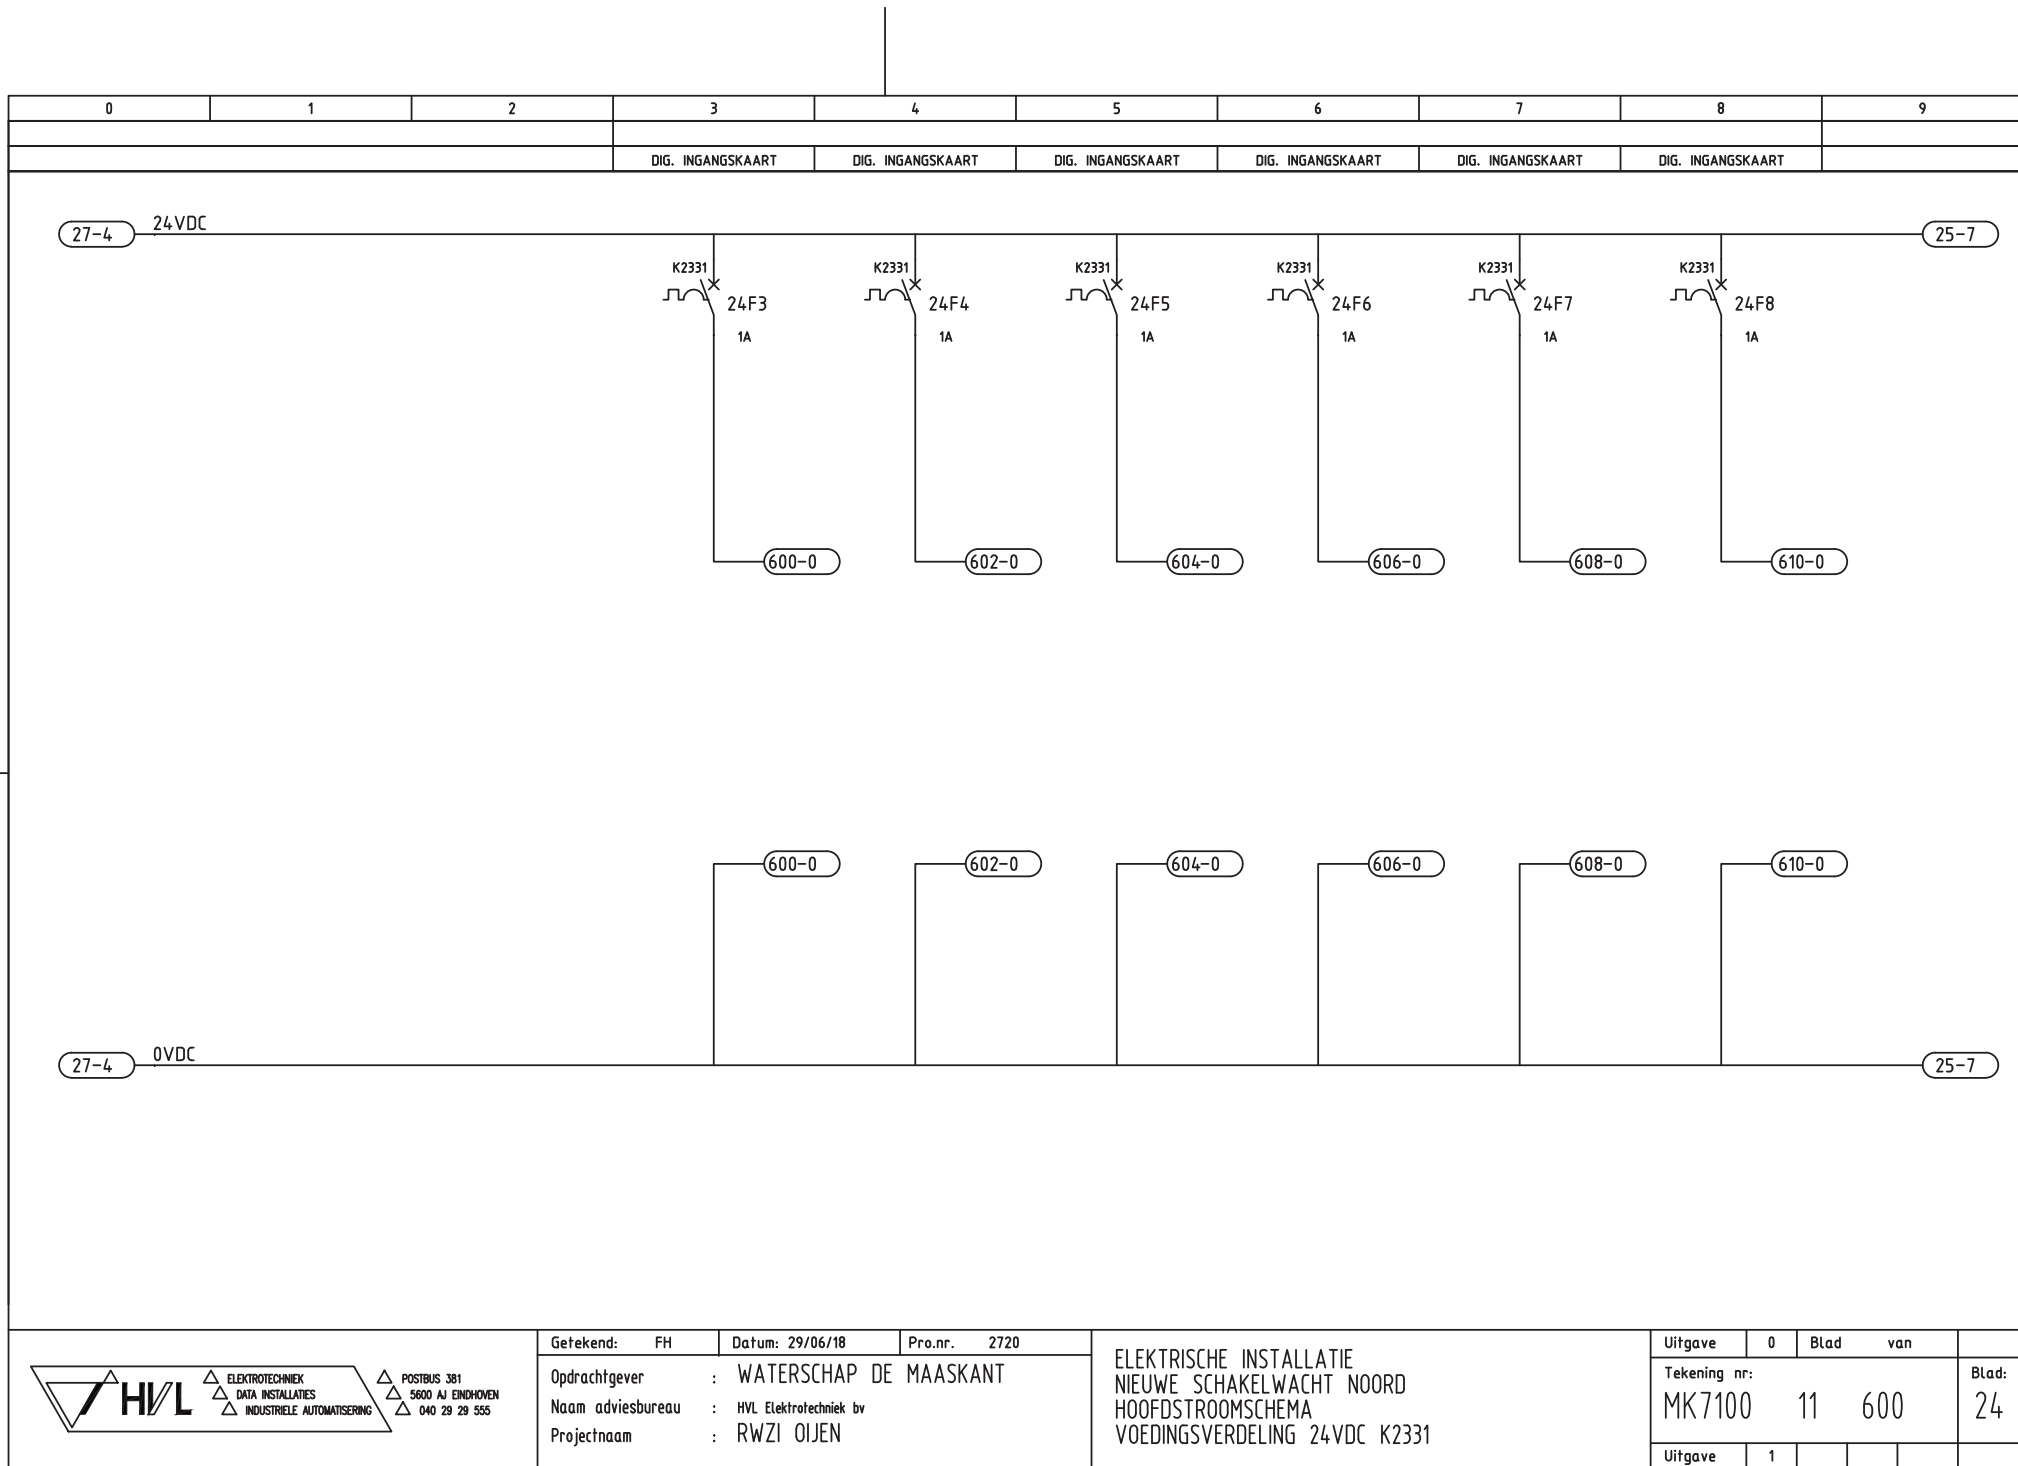 0 1 2 3 4 5 6 7 8 9
DIG. INGANGSKAART DIG. INGANGSKAART DIG. INGANGSKAART DIG. INGANGSKAART DIG. INGANGSKAART DIG. INGANGSKAART
27-4 24VDC 25-7
K2331 K2331 K2331 K2331 K2331 K2331
24F3 24F4 24F5 24F6 24F7 24F8
1A 1A 1A 1A 1A 1A
600-0 602-0 604-0 606-0 608-0 610-0
600-0 602-0 604-0 606-0 608-0 610-0
27-4 0VDC 25-7
HVL
ELEKTROTECHNIEK
DATA INSTALLATIES
INDUSTRIELE AUTOMATISERING
POSTBUS 381
5600 AJ EINDHOVEN
040 29 29 555
Getekend: FH Datum: 29/06/18 Pro.nr. 2720
Opdrachtgever : WATERSCHAP DE MAASKANT
Naam adviesbureau : HVL Elektrotechniek bv
Projectnaam : RWZI OIJEN
ELEKTRISCHE INSTALLATIE
NIEUWE SCHAKELWACHT NOORD
HOOFDSTROOMSCHEMA
VOEDINGSVERDELING 24VDC K2331
Uitgave 0 Blad van
Tekening nr: Blad:
MK7100 11 600 24
Uitgave 1